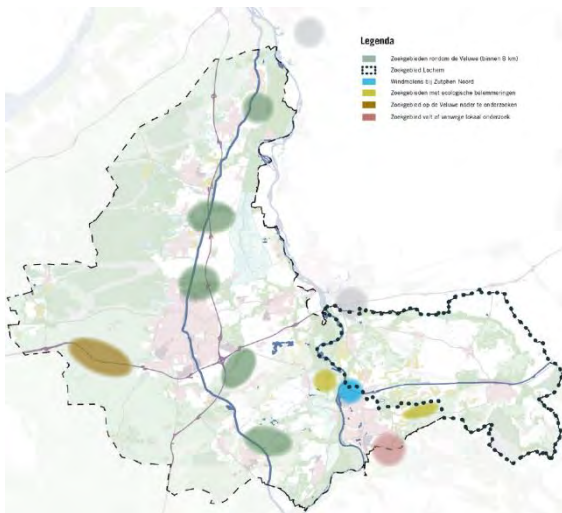 Legenda
Zoekgebieden rondom de Veluwe (binnen 8 km)
Zoekgebied Lochem
Windmolens bij Zutphen Noord
Zoekgebieden met ecologische belemmeringen
Zoekgebied op de Veluwe nader te onderzoeken
Zoekgebied valt af vanwege lokaal onderzoek